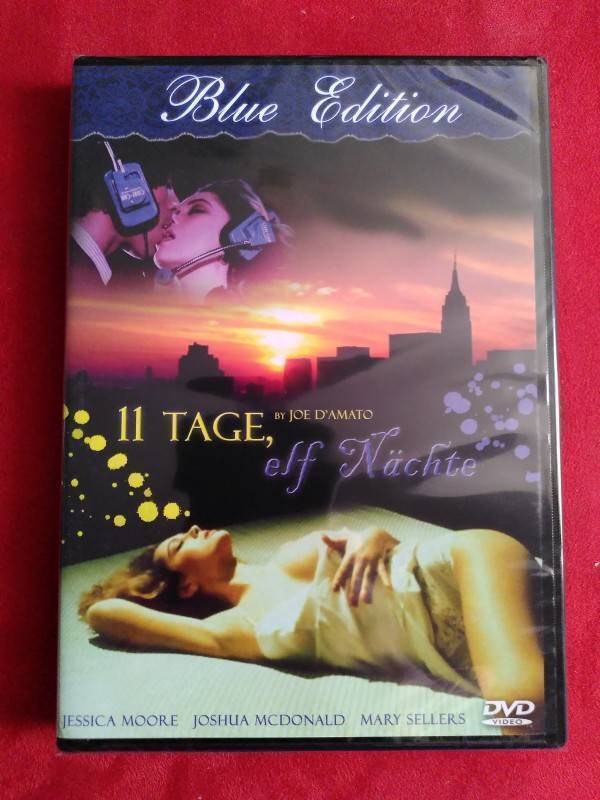 Blue Edition
11 TAGE, BY JOE D'AMATO
elf Nächte
JESSICA MOORE JOSHUA MCDONALD MARY SELLERS
DVD
VIDEO